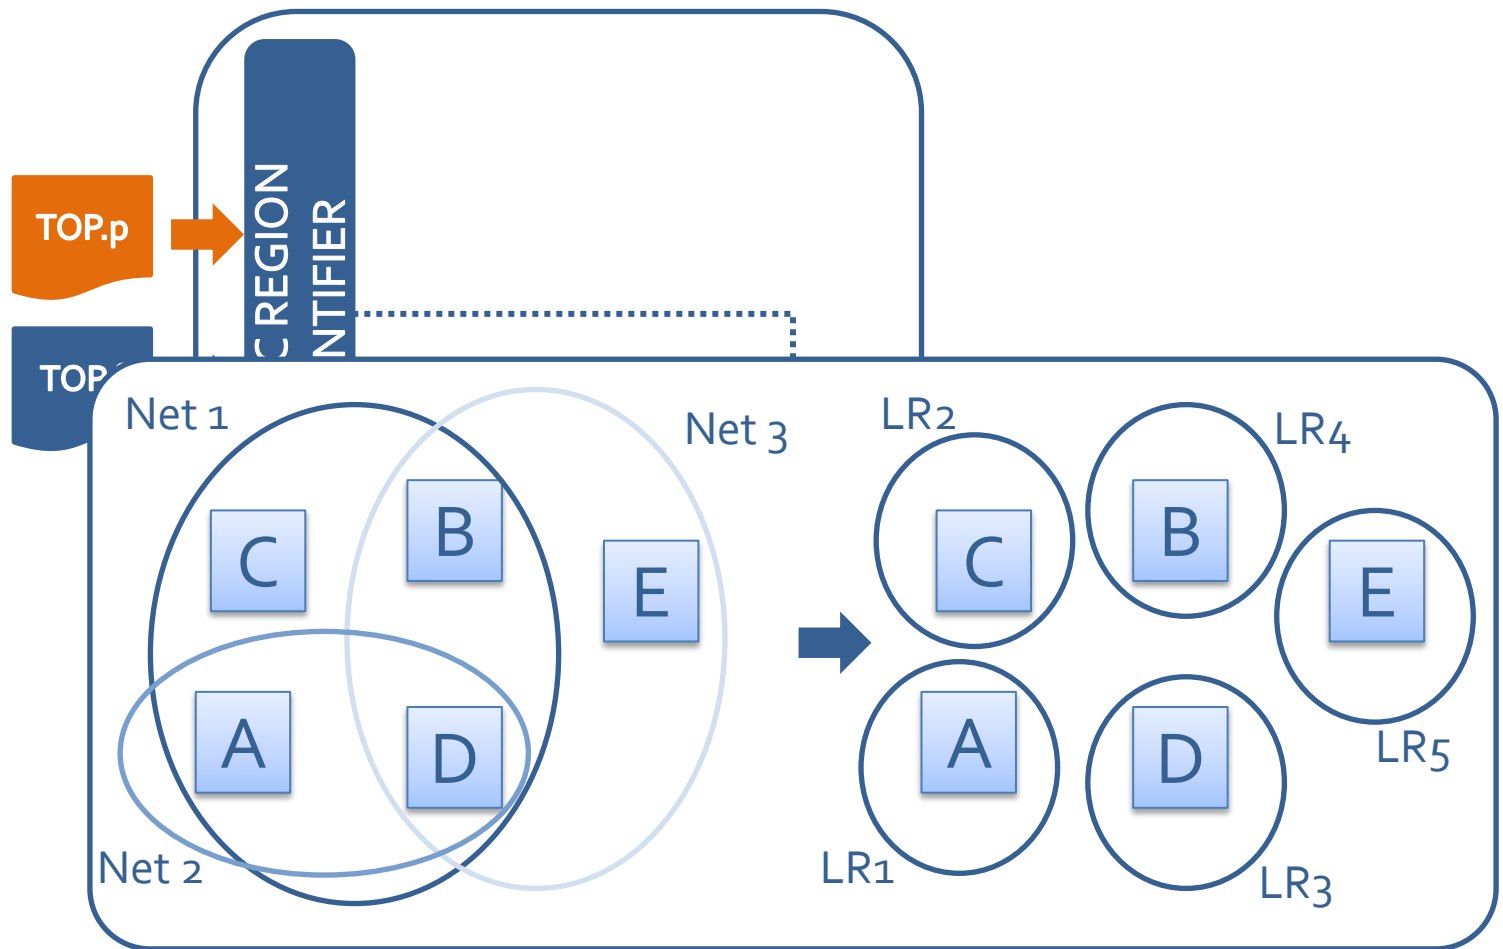 TOP.p
C REGION
NTIFIER
TOP.
Net 1
Net 3
LR2
LR4
C
B
E
C
B
E
A
D
A
D
LR5
Net 2
LR1
LR3